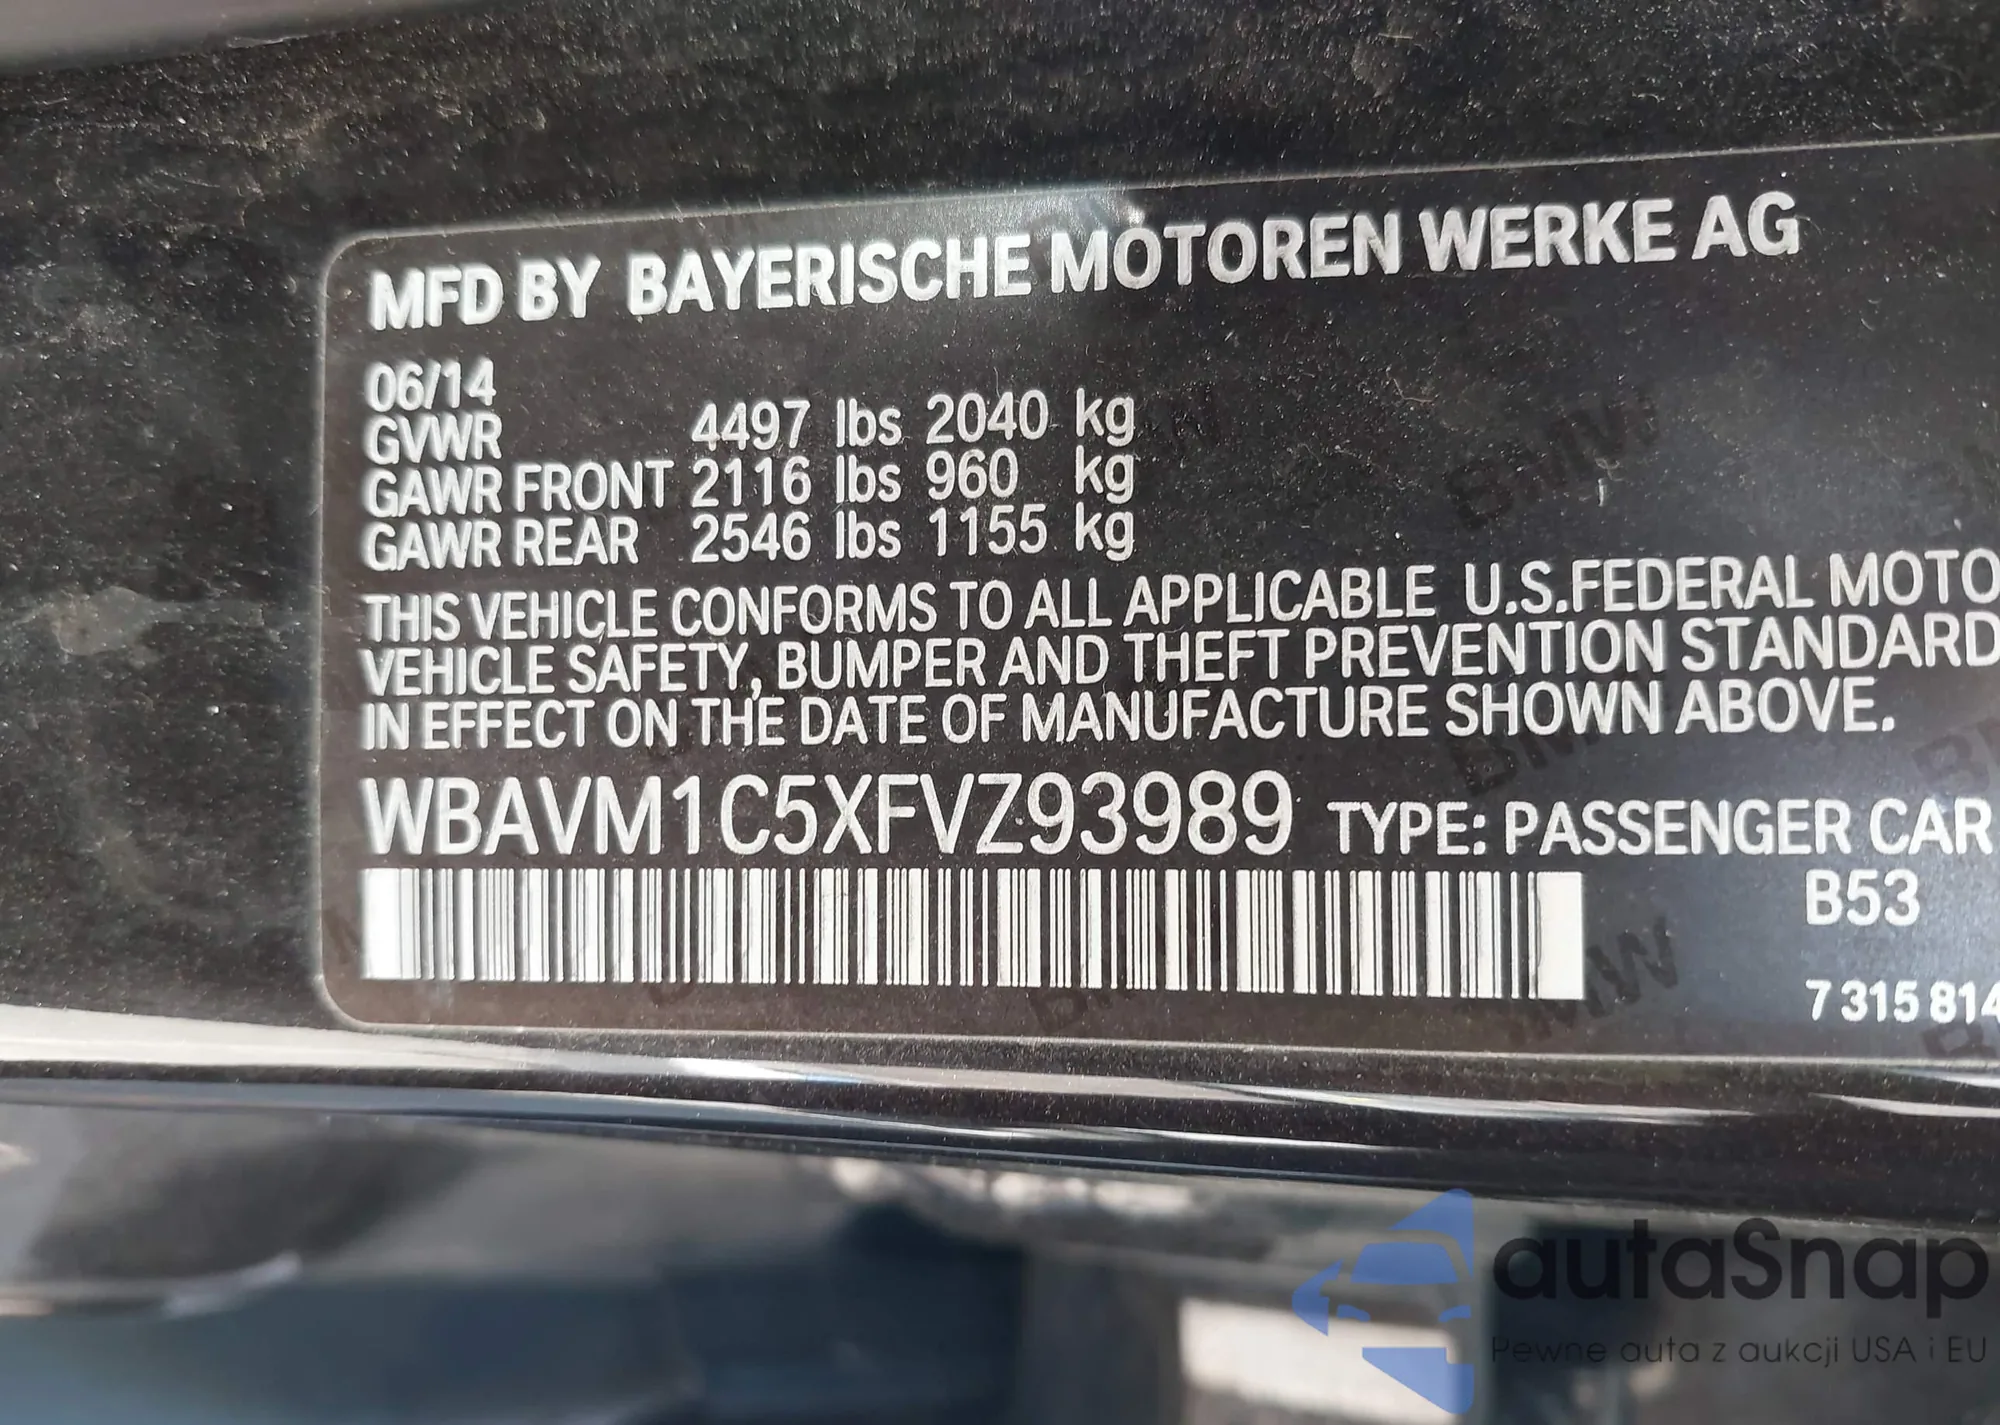 MFD BY BAYERISCHE MOTOREN WERKE AG
06/14
GVWR 4497 lbs 2040 kg
GAWR FRONT 2116 lbs 960 kg
GAWR REAR 2546 lbs 1155 kg
THIS VEHICLE CONFORMS TO ALL APPLICABLE U.S.FEDERAL MOTO
VEHICLE SAFETY, BUMPER AND THEFT PREVENTION STANDARD
IN EFFECT ON THE DATE OF MANUFACTURE SHOWN ABOVE.
WBAVM1C5XFVZ93989 TYPE: PASSENGER CAR
B53
7 315 814
autaSnap
Pewne auta z aukcji USA i EU